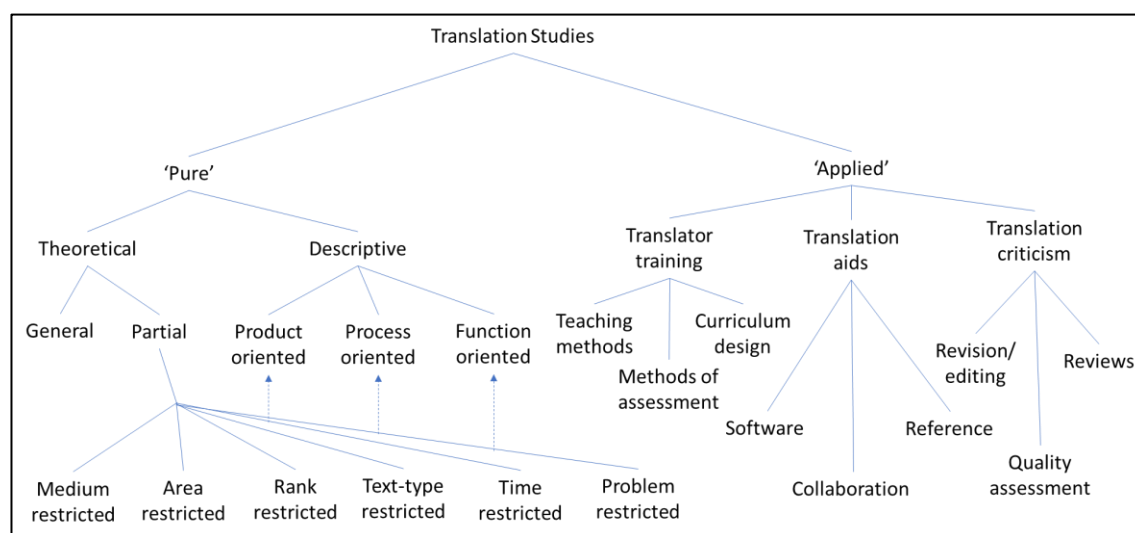 Translation Studies
'Pure'
'Applied'
Theoretical
Descriptive
Translator
training
Translation
aids
Translation
criticism
General
Partial
Product
oriented
Process
oriented
Function
oriented
Teaching
methods
Curriculum
design
Methods of
assessment
Revision/
editing
Reviews
Software
Reference
Medium
restricted
Area
restricted
Rank
restricted
Text-type
restricted
Time
restricted
Problem
restricted
Collaboration
Quality
assessment